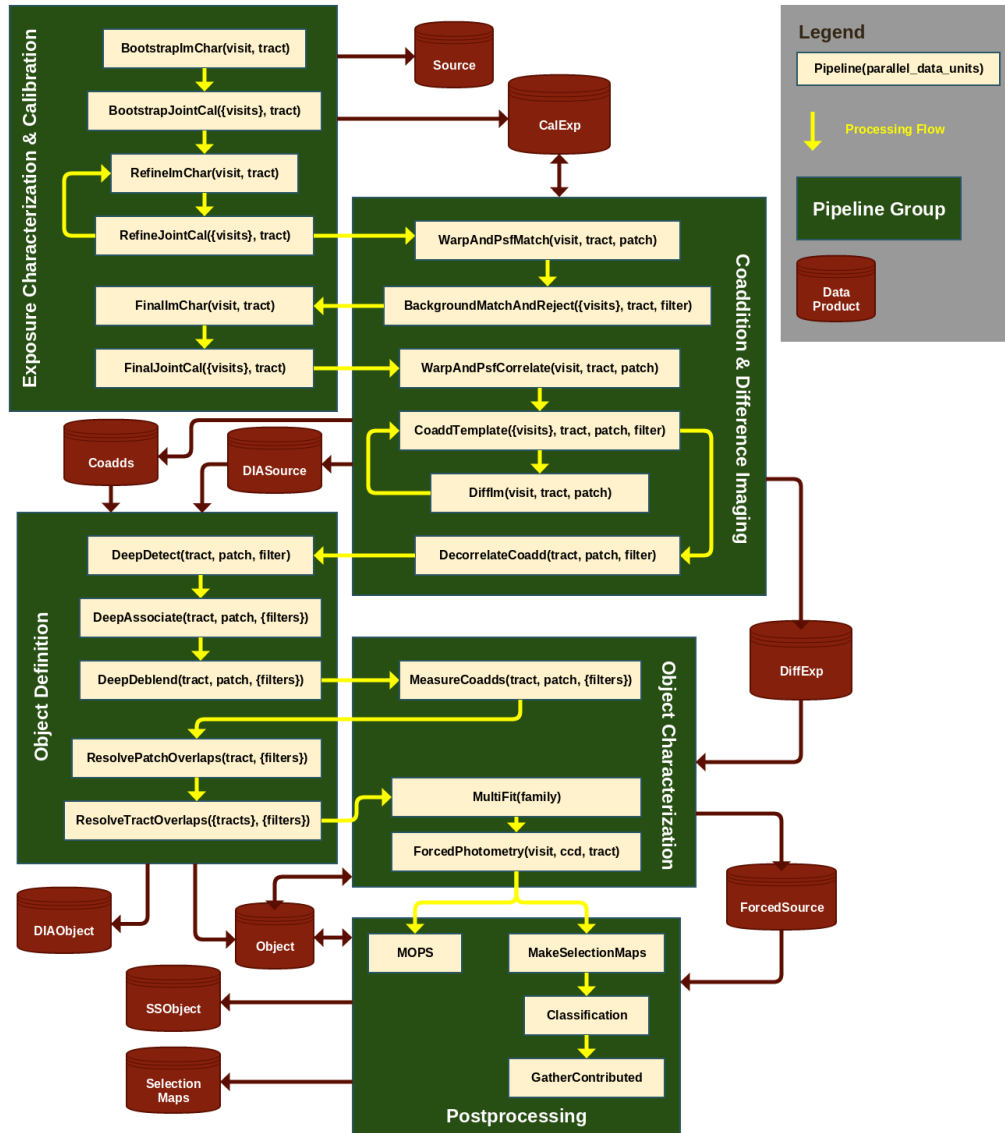 Exposure Characterization & Calibration
BootstrapImChar(visit, tract)
BootstrapJointCal({visits}, tract)
RefineImChar(visit, tract)
RefineJointCal({visits}, tract)
FinalImChar(visit, tract)
FinalJointCal({visits}, tract)
Source
CalExp
Legend
Pipeline(parallel_data_units)
Processing Flow
Pipeline Group
Data
Product
Coaddition & Difference Imaging
WarpAndPsfMatch(visit, tract, patch)
BackgroundMatchAndReject({visits}, tract, filter)
WarpAndPsfCorrelate(visit, tract, patch)
CoaddTemplate({visits}, tract, patch, filter)
DiffIm(visit, tract, patch)
DecorrelateCoadd(tract, patch, filter)
Coadds
DIASource
Object Definition
DeepDetect(tract, patch, filter)
DeepAssociate(tract, patch, {filters})
DeepDeblend(tract, patch, {filters})
ResolvePatchOverlaps(tract, {filters})
ResolveTractOverlaps({tracts}, {filters})
Object Characterization
MeasureCoadds(tract, patch, {filters})
MultiFit(family)
ForcedPhotometry(visit, ccd, tract)
DiffExp
ForcedSource
DIAObject
Object
SSObject
Selection
Maps
MOPS
MakeSelectionMaps
Classification
GatherContributed
Postprocessing